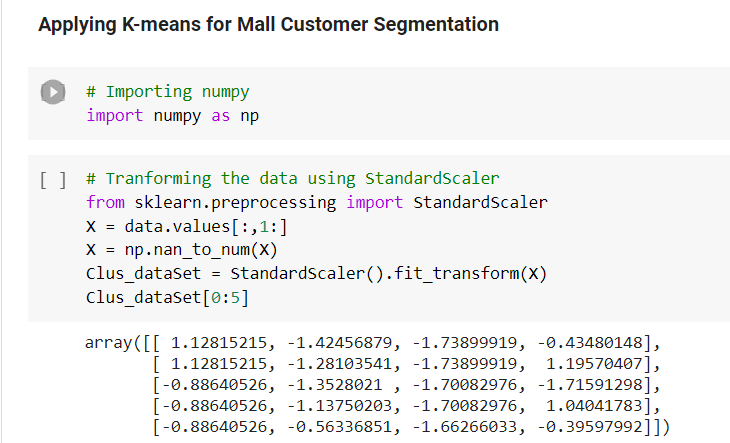 Applying K-means for Mall Customer Segmentation
# Importing numpy
import numpy as np
[ ] # Tranforming the data using StandardScaler
from sklearn.preprocessing import StandardScaler
X = data.values[:,1:]
X = np.nan_to_num(X)
Clus_dataSet = StandardScaler().fit_transform(X)
Clus_dataSet[0:5]
array([[ 1.12815215, -1.42456879, -1.73899919, -0.43480148],
[ 1.12815215, -1.28103541, -1.73899919, 1.19570407],
[-0.88640526, -1.3528021 , -1.70082976, -1.71591298],
[-0.88640526, -1.13750203, -1.70082976, 1.04041783],
[-0.88640526, -0.56336851, -1.66266033, -0.39597992]])